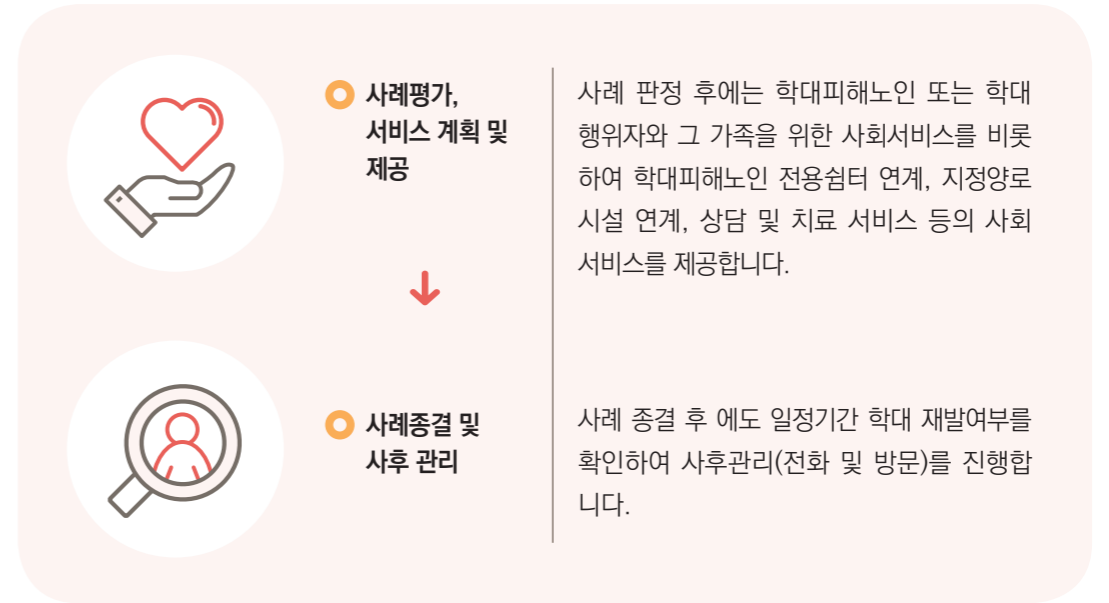 사례평가,
서비스 계획 및
제공
사례 판정 후에는 학대피해노인 또는 학대
행위자와 그 가족을 위한 사회서비스를 비롯
하여 학대피해노인 전용쉼터 연계, 지정양로
시설 연계, 상담 및 치료 서비스 등의 사회
서비스를 제공합니다.
사례종결 및
사후 관리
사례 종결 후 에도 일정기간 학대 재발여부를
확인하여 사후관리(전화 및 방문)를 진행합
니다.